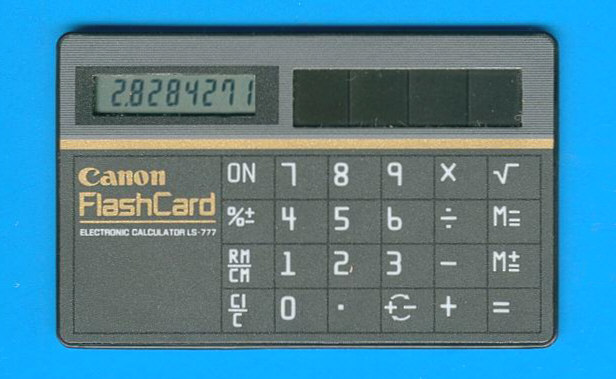 2.8284271
Canon
FlashCard
ELECTRONIC CALCULATOR LS-777
ON 7 8 9 × √
%± 4 5 6 ÷ M=
RM/CM 1 2 3 − M±
CI/C 0 · +⟲− + =